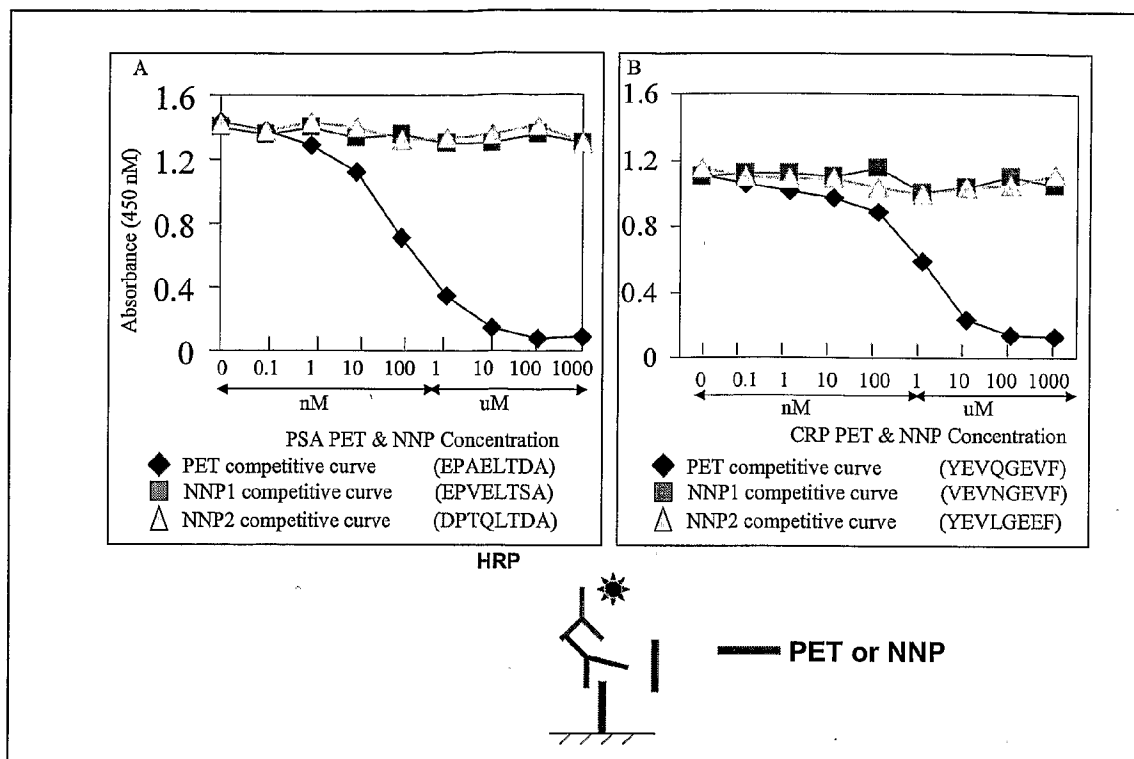 A
1.6
1.2
0.8
0.4
0
Absorbance (450 nM)
0 0.1 1 10 100 1 10 100 1000
nM uM
PSA PET & NNP Concentration
PET competitive curve (EPAELTDA)
NNP1 competitive curve (EPVELTSA)
NNP2 competitive curve (DPTQLTDA)
B
1.6
1.2
0.8
0.4
0
0 0.1 1 10 100 1 10 100 1000
nM uM
CRP PET & NNP Concentration
PET competitive curve (YEVQGEVF)
NNP1 competitive curve (VEVNGEVF)
NNP2 competitive curve (YEVLGEEF)
HRP
PET or NNP